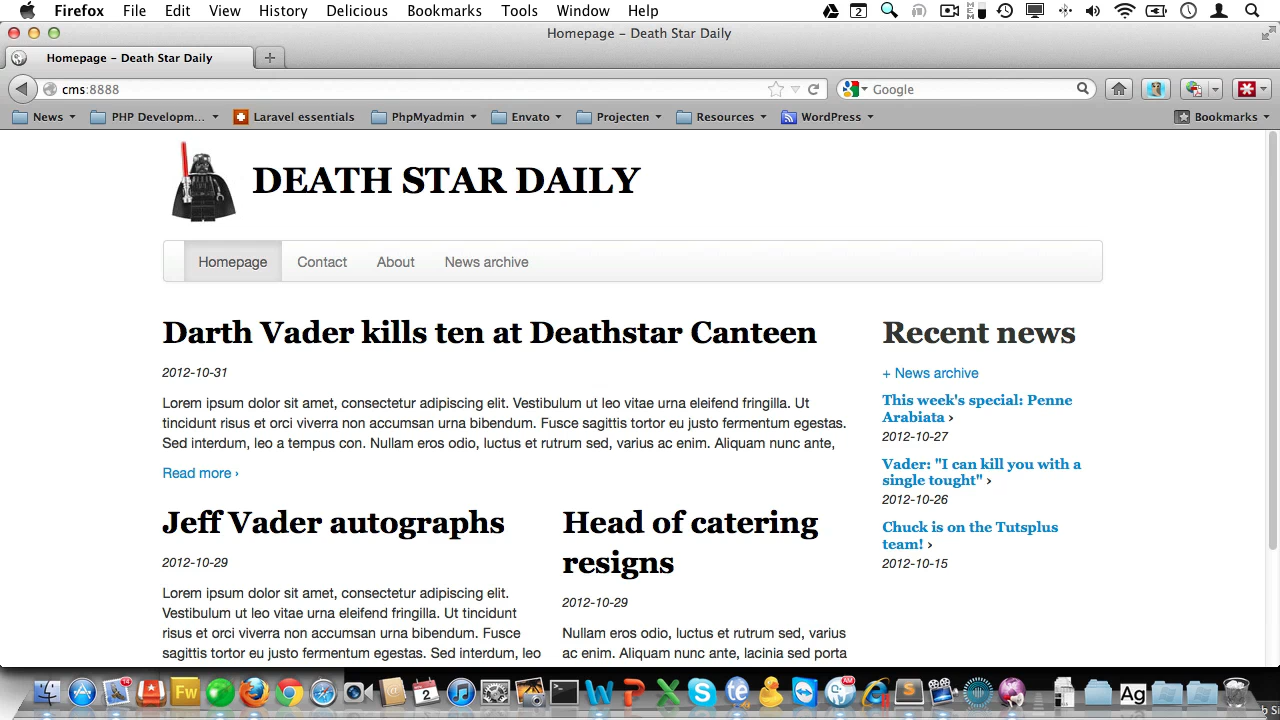 Firefox File Edit View History Delicious Bookmarks Tools Window Help
Homepage – Death Star Daily
Homepage – Death Star Daily
cms:8888
Google
News
PHP Developm...
Laravel essentials
PhpMyadmin
Envato
Projecten
Resources
WordPress
Bookmarks
DEATH STAR DAILY
Homepage Contact About News archive
Darth Vader kills ten at Deathstar Canteen
2012-10-31
Lorem ipsum dolor sit amet, consectetur adipiscing elit. Vestibulum ut leo vitae urna eleifend fringilla. Ut
tincidunt risus et orci viverra non accumsan urna bibendum. Fusce sagittis tortor eu justo fermentum egestas.
Sed interdum, leo a tempus con. Nullam eros odio, luctus et rutrum sed, varius ac enim. Aliquam nunc ante,
Read more ›
Jeff Vader autographs
2012-10-29
Lorem ipsum dolor sit amet, consectetur adipiscing elit.
Vestibulum ut leo vitae urna eleifend fringilla. Ut tincidunt
risus et orci viverra non accumsan urna bibendum. Fusce
sagittis tortor eu justo fermentum egestas. Sed interdum, leo
Head of catering
resigns
2012-10-29
Nullam eros odio, luctus et rutrum sed, varius
ac enim. Aliquam nunc ante, lacinia sed porta
Recent news
+ News archive
This week's special: Penne
Arabiata ›
2012-10-27
Vader: "I can kill you with a
single tought" ›
2012-10-26
Chuck is on the Tutsplus
team! ›
2012-10-15
Fw
2
te
AM
S
Ag